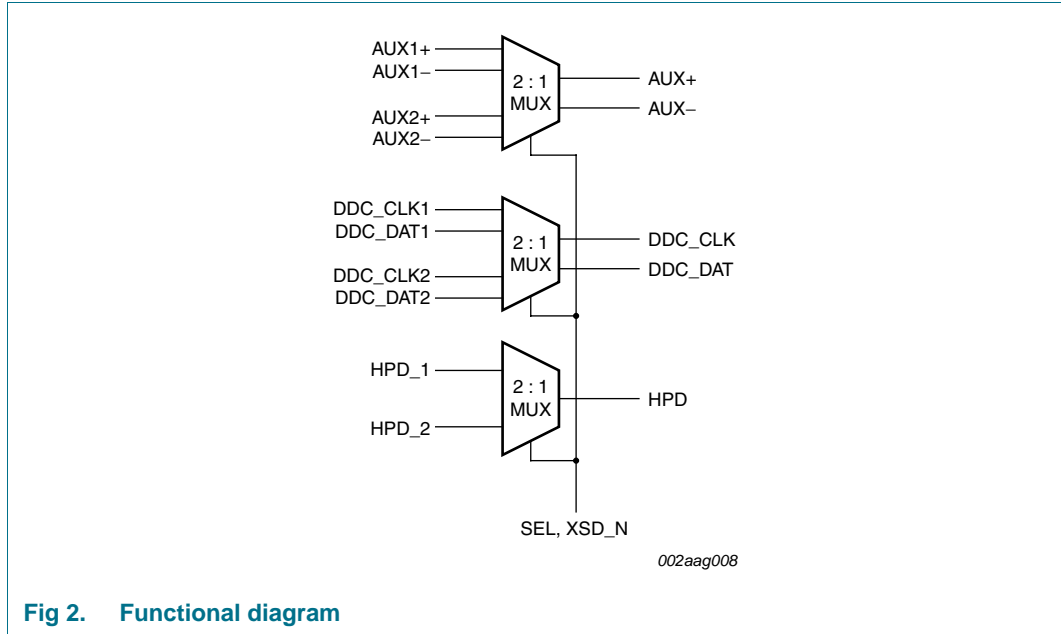 AUX1+
AUX1−
AUX2+
AUX2−
2 : 1
MUX
AUX+
AUX−
DDC_CLK1
DDC_DAT1
DDC_CLK2
DDC_DAT2
2 : 1
MUX
DDC_CLK
DDC_DAT
HPD_1
HPD_2
2 : 1
MUX
HPD
SEL, XSD_N
002aag008
Fig 2. Functional diagram